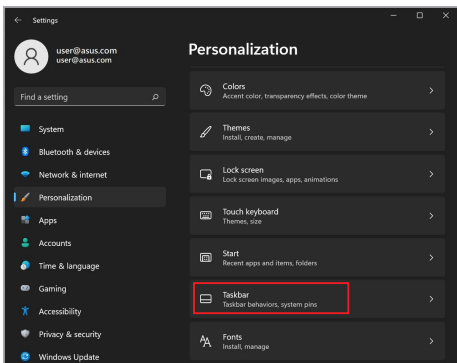 Settings
user@asus.com
user@asus.com
Find a setting
System
Bluetooth & devices
Network & internet
Personalization
Apps
Accounts
Time & language
Gaming
Accessibility
Privacy & security
Windows Update
Personalization
Colors
Accent color, transparency effects, color theme
Themes
Install, create, manage
Lock screen
Lock screen images, apps, animations
Touch keyboard
Themes, size
Start
Recent apps and items, folders
Taskbar
Taskbar behaviors, system pins
Fonts
Install, manage